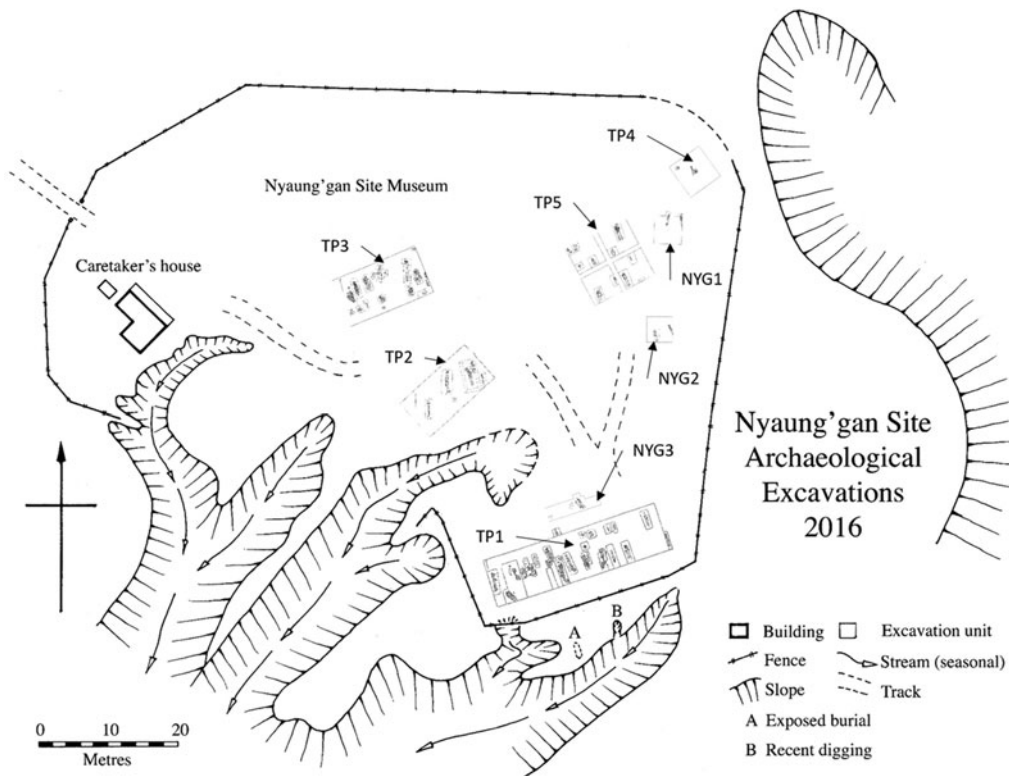 TP4
Nyaung’gan Site Museum
TP5
TP3
Caretaker’s house
NYG1
TP2
NYG2
Nyaung’gan Site
Archaeological
Excavations
2016
NYG3
TP1
B
A
Building
Excavation unit
Fence
Stream (seasonal)
Slope
Track
A Exposed burial
B Recent digging
0 10 20
Metres